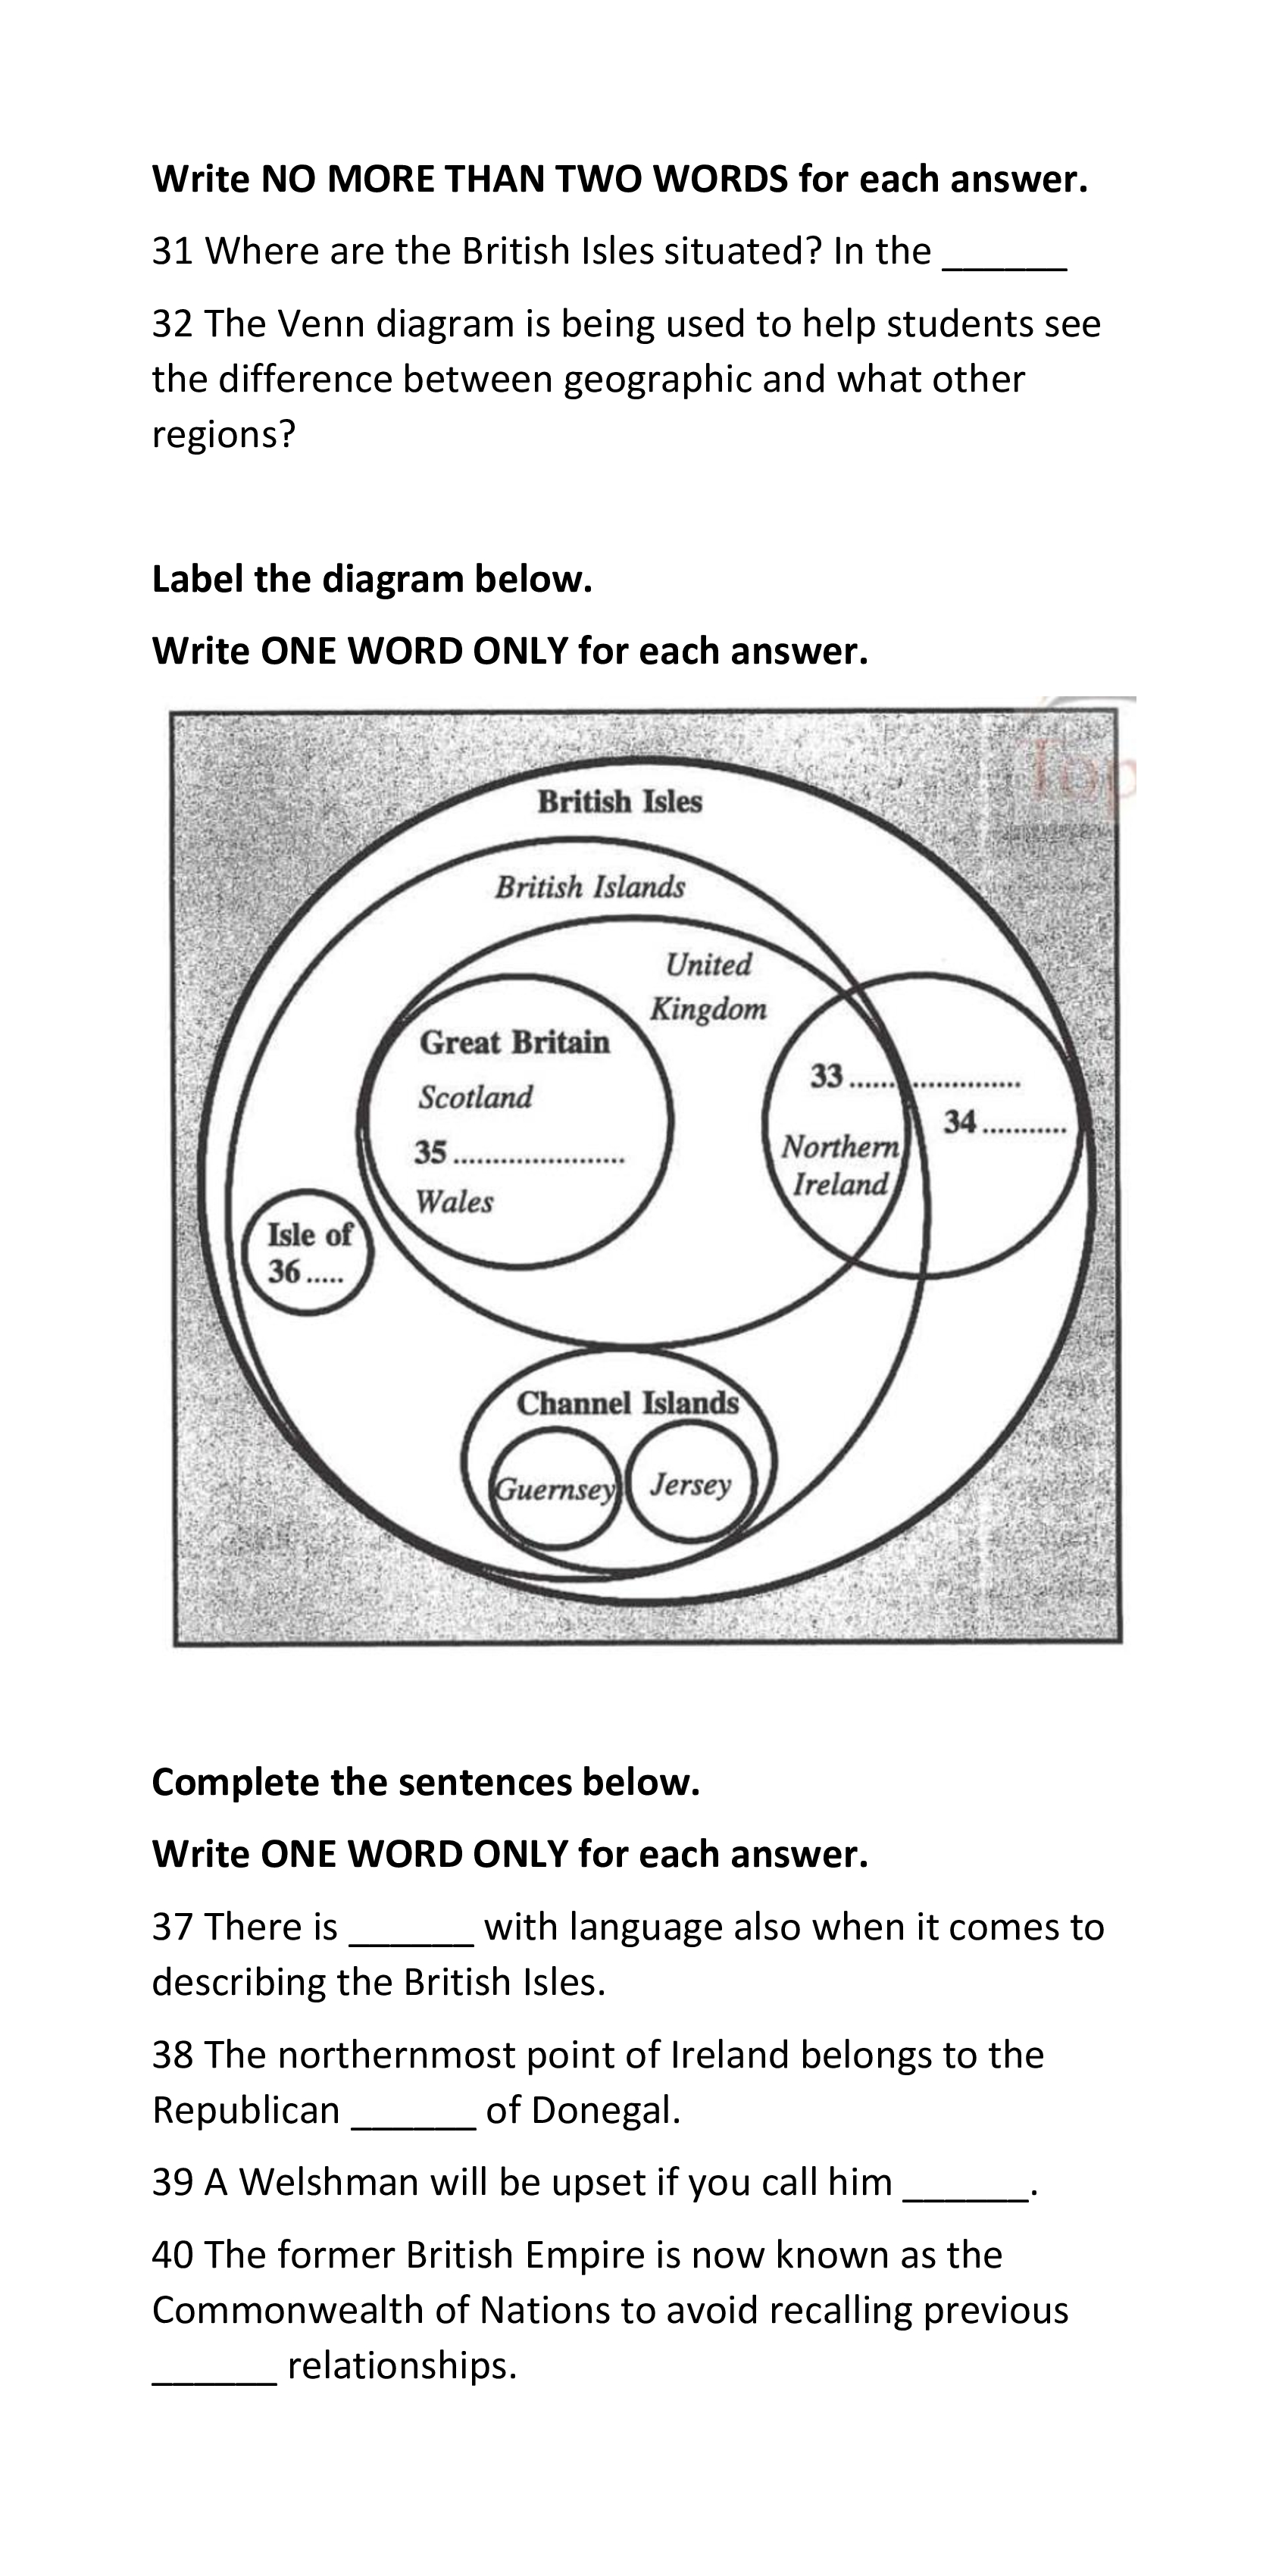 Write NO MORE THAN TWO WORDS for each answer.
31 Where are the British Isles situated? In the ______
32 The Venn diagram is being used to help students see
the difference between geographic and what other
regions?
Label the diagram below.
Write ONE WORD ONLY for each answer.
Top
British Isles
British Islands
United
Kingdom
Great Britain
Scotland
35 ......................
Wales
33 ......................
34 ...........
Northern
Ireland
Isle of
36 .....
Channel Islands
Guernsey
Jersey
Complete the sentences below.
Write ONE WORD ONLY for each answer.
37 There is ______ with language also when it comes to
describing the British Isles.
38 The northernmost point of Ireland belongs to the
Republican ______ of Donegal.
39 A Welshman will be upset if you call him ______.
40 The former British Empire is now known as the
Commonwealth of Nations to avoid recalling previous
______ relationships.